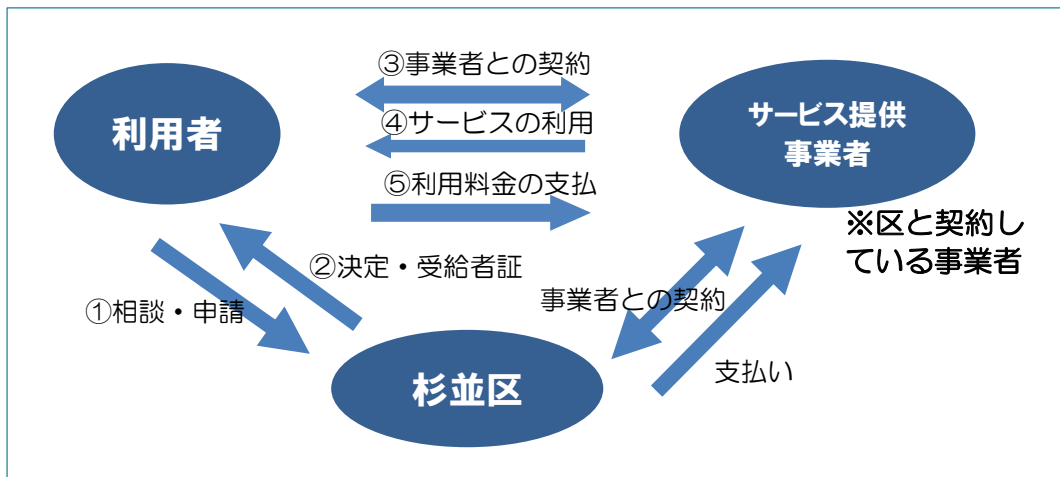 ③事業者との契約
利用者
④サービスの利用
サービス提供
事業者
⑤利用料金の支払
※区と契約し
ている事業者
②決定・受給者証
①相談・申請
事業者との契約
支払い
杉並区